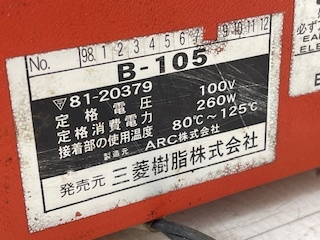 No. 98. 1 2 3 4 5 6 7 8 9 10 11 12
B-105
▽81-20379
定格電圧 100V
定格消費電力 260W
接着部の使用温度 80℃~125℃
製造元 ARC株式会社
発売元 三菱樹脂株式会社
必ず
EA
ELE
E